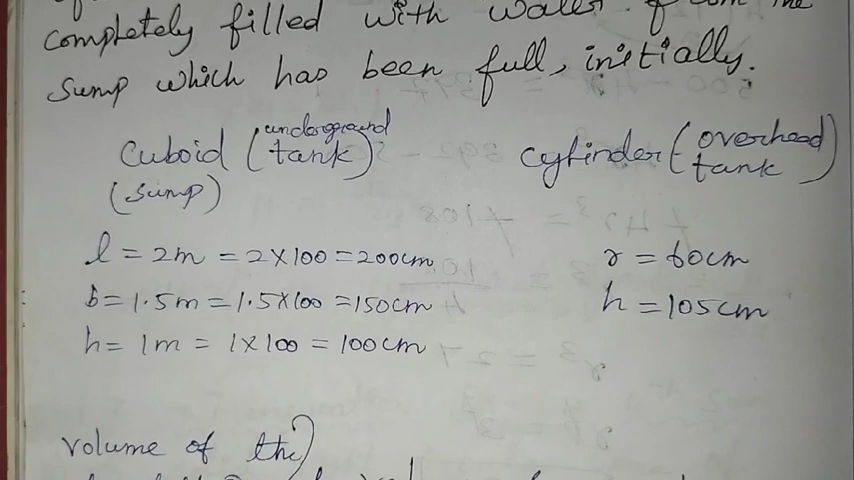 completely filled with water from the
sump which has been full, initially.
cuboid (underground tank)
(sump)
cylinder (overhead tank)
l = 2m = 2×100 = 200cm
b = 1.5m = 1.5×100 = 150cm
h = 1m = 1×100 = 100cm
r = 60cm
h = 105cm
volume of the)